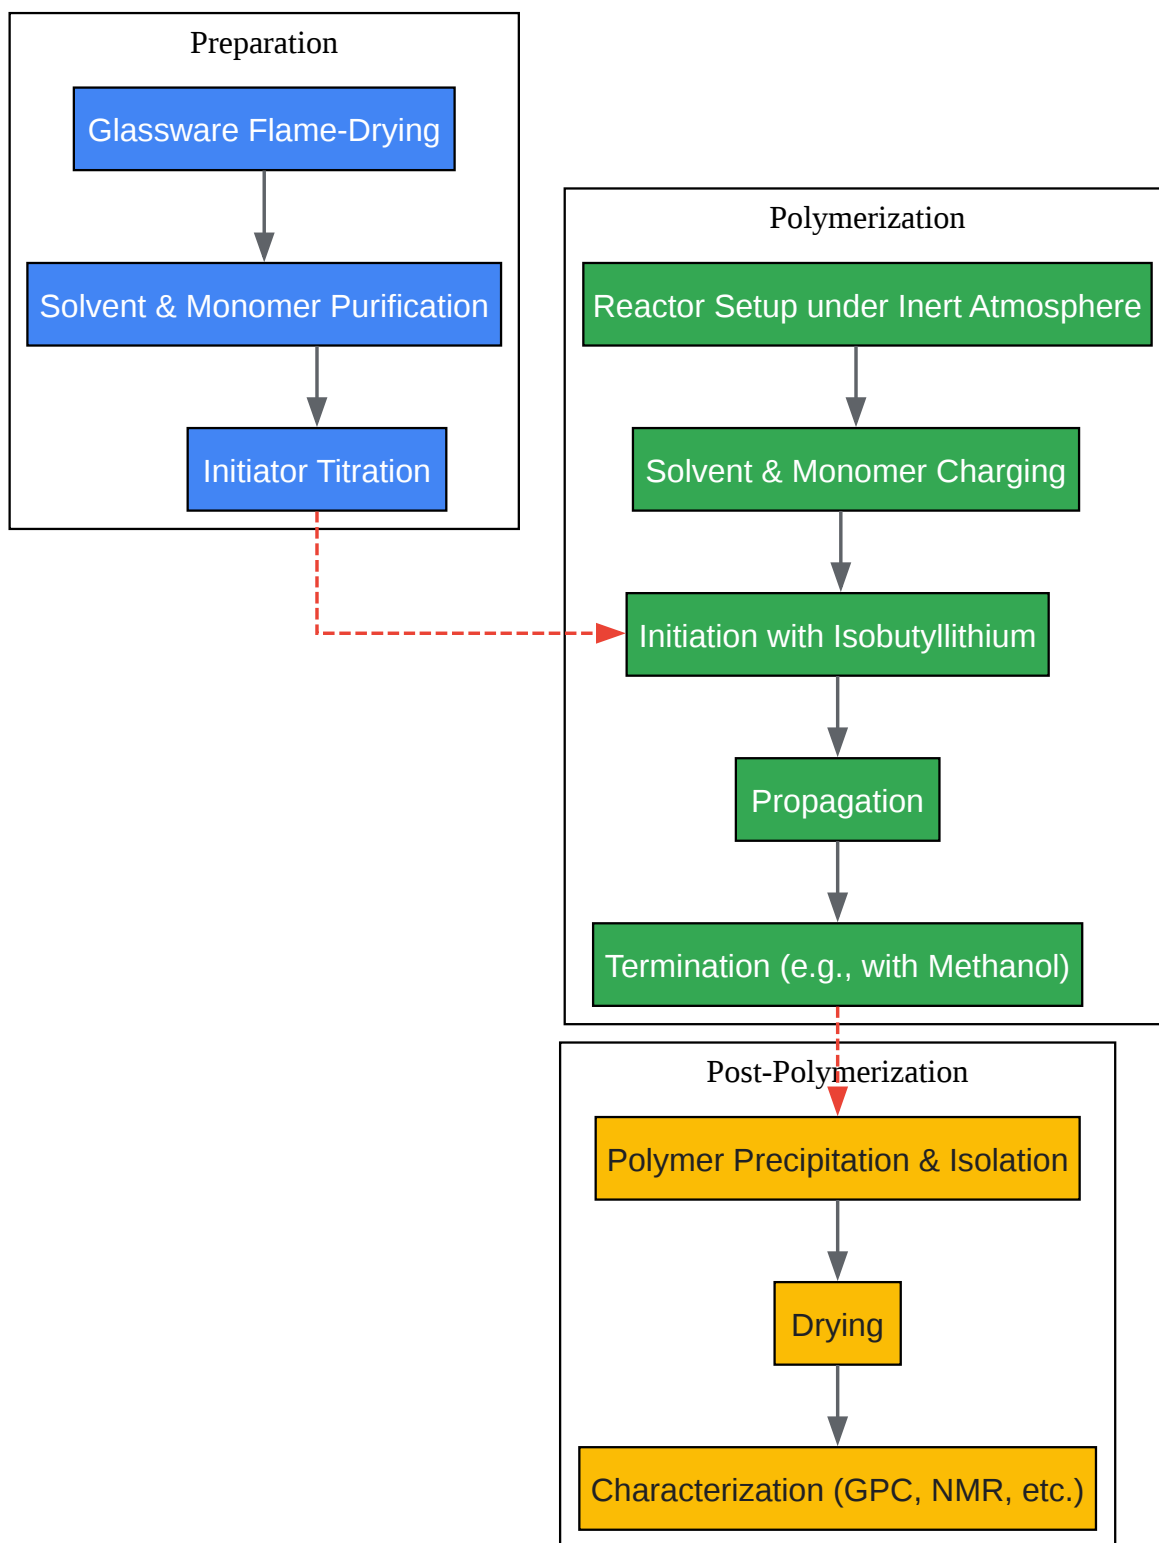 Preparation
Glassware Flame-Drying
Solvent & Monomer Purification
Initiator Titration
Polymerization
Reactor Setup under Inert Atmosphere
Solvent & Monomer Charging
Initiation with Isobutyllithium
Propagation
Termination (e.g., with Methanol)
Post-Polymerization
Polymer Precipitation & Isolation
Drying
Characterization (GPC, NMR, etc.)